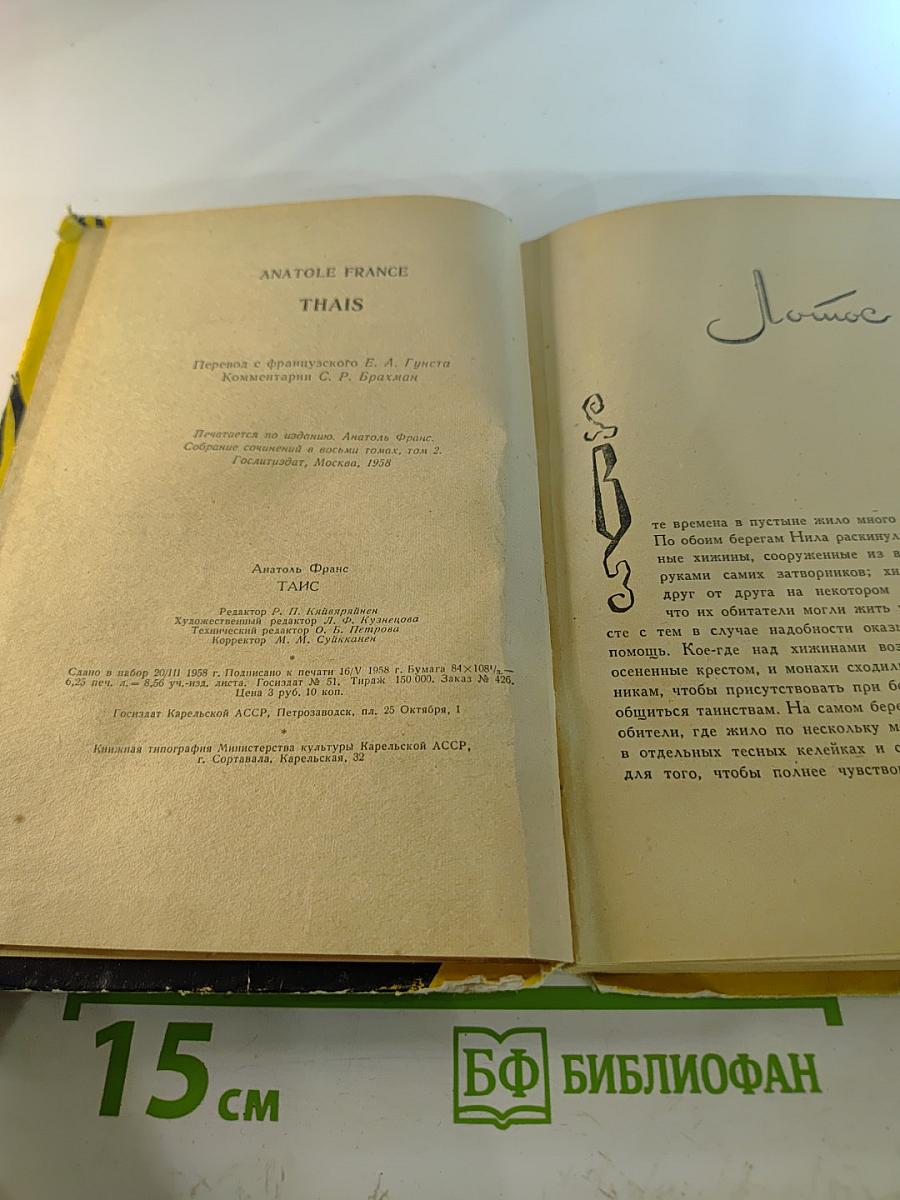 ANATOLE FRANCE
THAIS
Перевод с французского Е. А. Гунста
Комментарии С. Р. Брахман
Печатается по изданию. Анатоль Франс.
Собрание сочинений в восьми томах, том 2.
Гослитиздат, Москва, 1958
Анатоль Франс
ТАИС
Редактор Р. П. Кяйвяряйнен
Художественный редактор Л. Ф. Кузнецова
Технический редактор О. Б. Петрова
Корректор М. М. Суйкканен
*
Сдано в набор 20/III 1958 г. Подписано к печати 16/V 1958 г. Бумага 84×108¹/₃₂—
6,25 печ. л.= 8,56 уч.-изд. листа. Госиздат № 51. Тираж 150 000. Заказ № 426.
Цена 3 руб. 10 коп.
Госиздат Карельской АССР, Петрозаводск, пл. 25 Октября, 1
*
Книжная типография Министерства культуры Карельской АССР,
г. Сортавала, Карельская, 32
Лотос
В
те времена в пустыне жило много
По обоим берегам Нила раскинул
ные хижины, сооруженные из в
руками самих затворников; хи
друг от друга на некотором
что их обитатели могли жить
сте с тем в случае надобности оказы
помощь. Кое-где над хижинами воз
осененные крестом, и монахи сходили
никам, чтобы присутствовать при б
общиться таинствам. На самом бере
обители, где жило по нескольку м
в отдельных тесных келейках и с
для того, чтобы полнее чувство
15 см
БФ БИБЛИОФАН